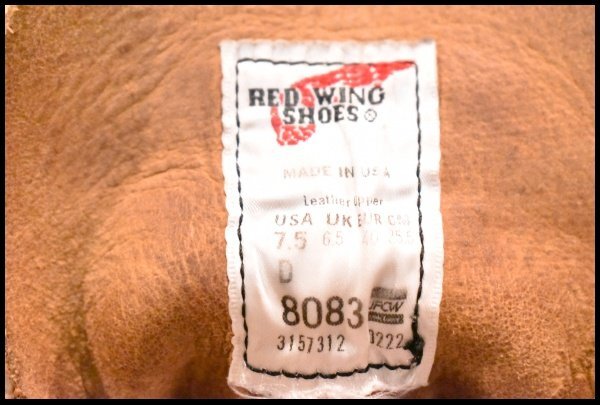 RED WING
SHOES®
MADE IN USA
Leather Upper
USA UK EUR CM
7.5 6.5 40 25.5
D
8083
3157312 0222